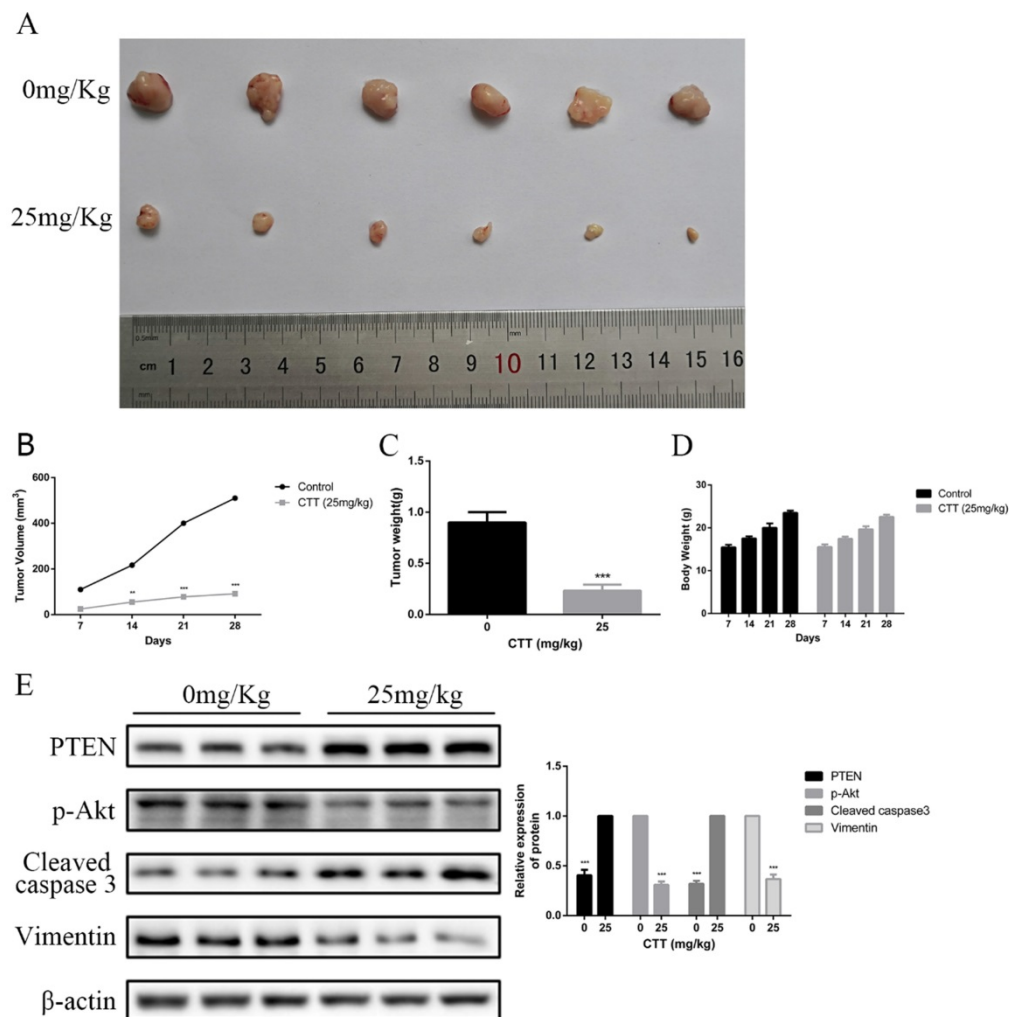 A
0mg/Kg
25mg/Kg
0.5mm
mm
cm 1 2 3 4 5 6 7 8 9 10 11 12 13 14 15 16
mm
B
Tumor Volume (mm³)
600
400
200
0
7 14 21 28
Days
Control
CTT (25mg/kg)
**
***
***
C
Tumor weight(g)
1.5
1.0
0.5
0.0
***
0 25
CTT (mg/kg)
D
Body Weight (g)
30
20
10
0
7 14 21 28 7 14 21 28
Days
Control
CTT (25mg/kg)
E
0mg/Kg 25mg/kg
PTEN
p-Akt
Cleaved
caspase 3
Vimentin
β-actin
Relative expression
of protein
1.5
1.0
0.5
0.0
***
***
***
***
0 25 0 25 0 25 0 25
CTT (mg/kg)
PTEN
p-Akt
Cleaved caspase3
Vimentin